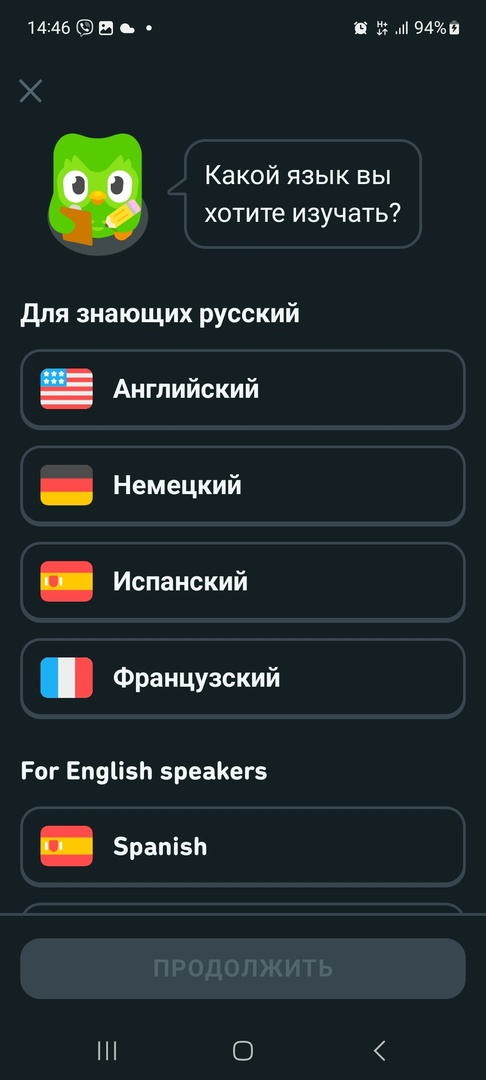 14:46
94%
Какой язык вы
хотите изучать?
Для знающих русский
Английский
Немецкий
Испанский
Французский
For English speakers
Spanish
ПРОДОЛЖИТЬ